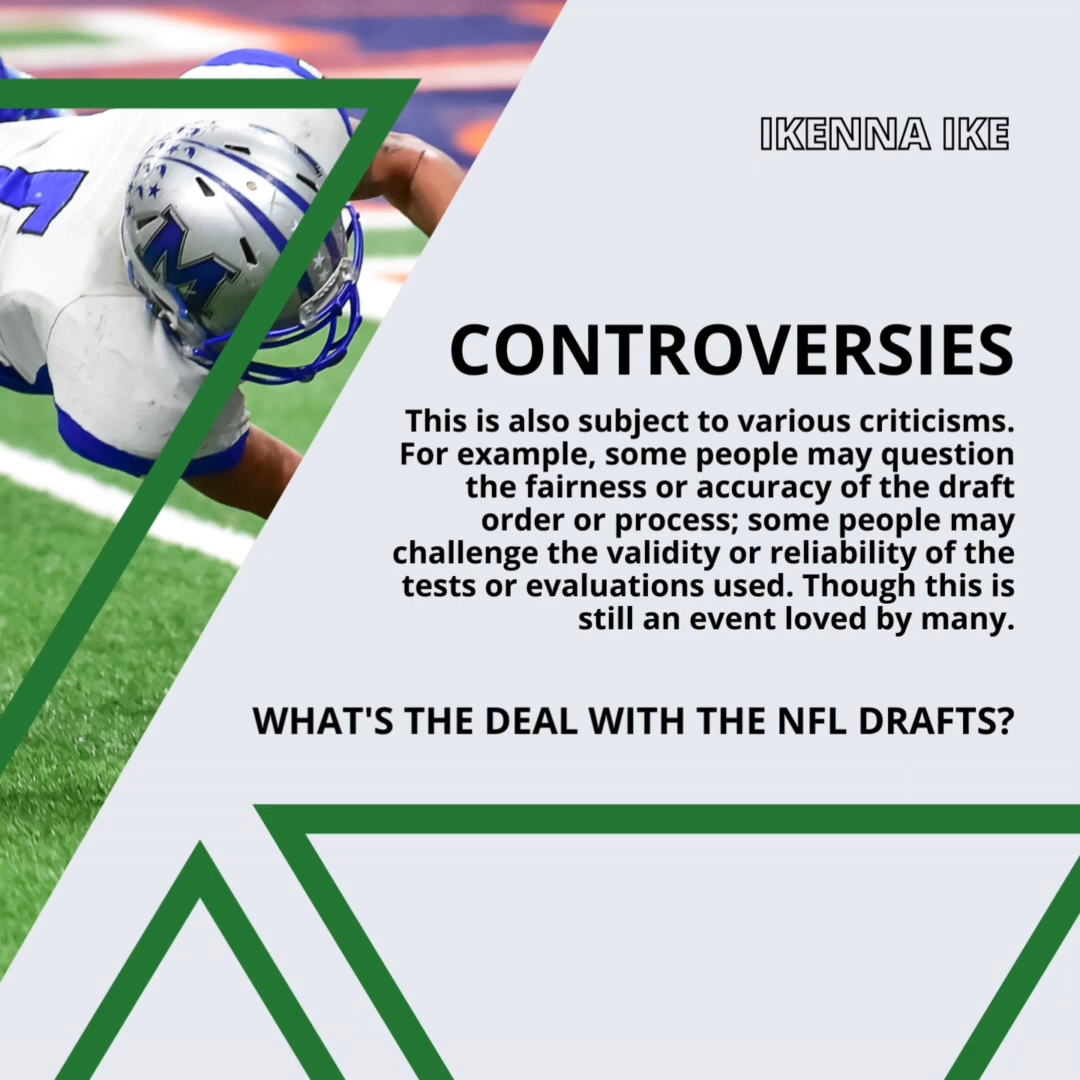 IKENNA IKE
M
CONTROVERSIES
This is also subject to various criticisms.
For example, some people may question
the fairness or accuracy of the draft
order or process; some people may
challenge the validity or reliability of the
tests or evaluations used. Though this is
still an event loved by many.
WHAT'S THE DEAL WITH THE NFL DRAFTS?